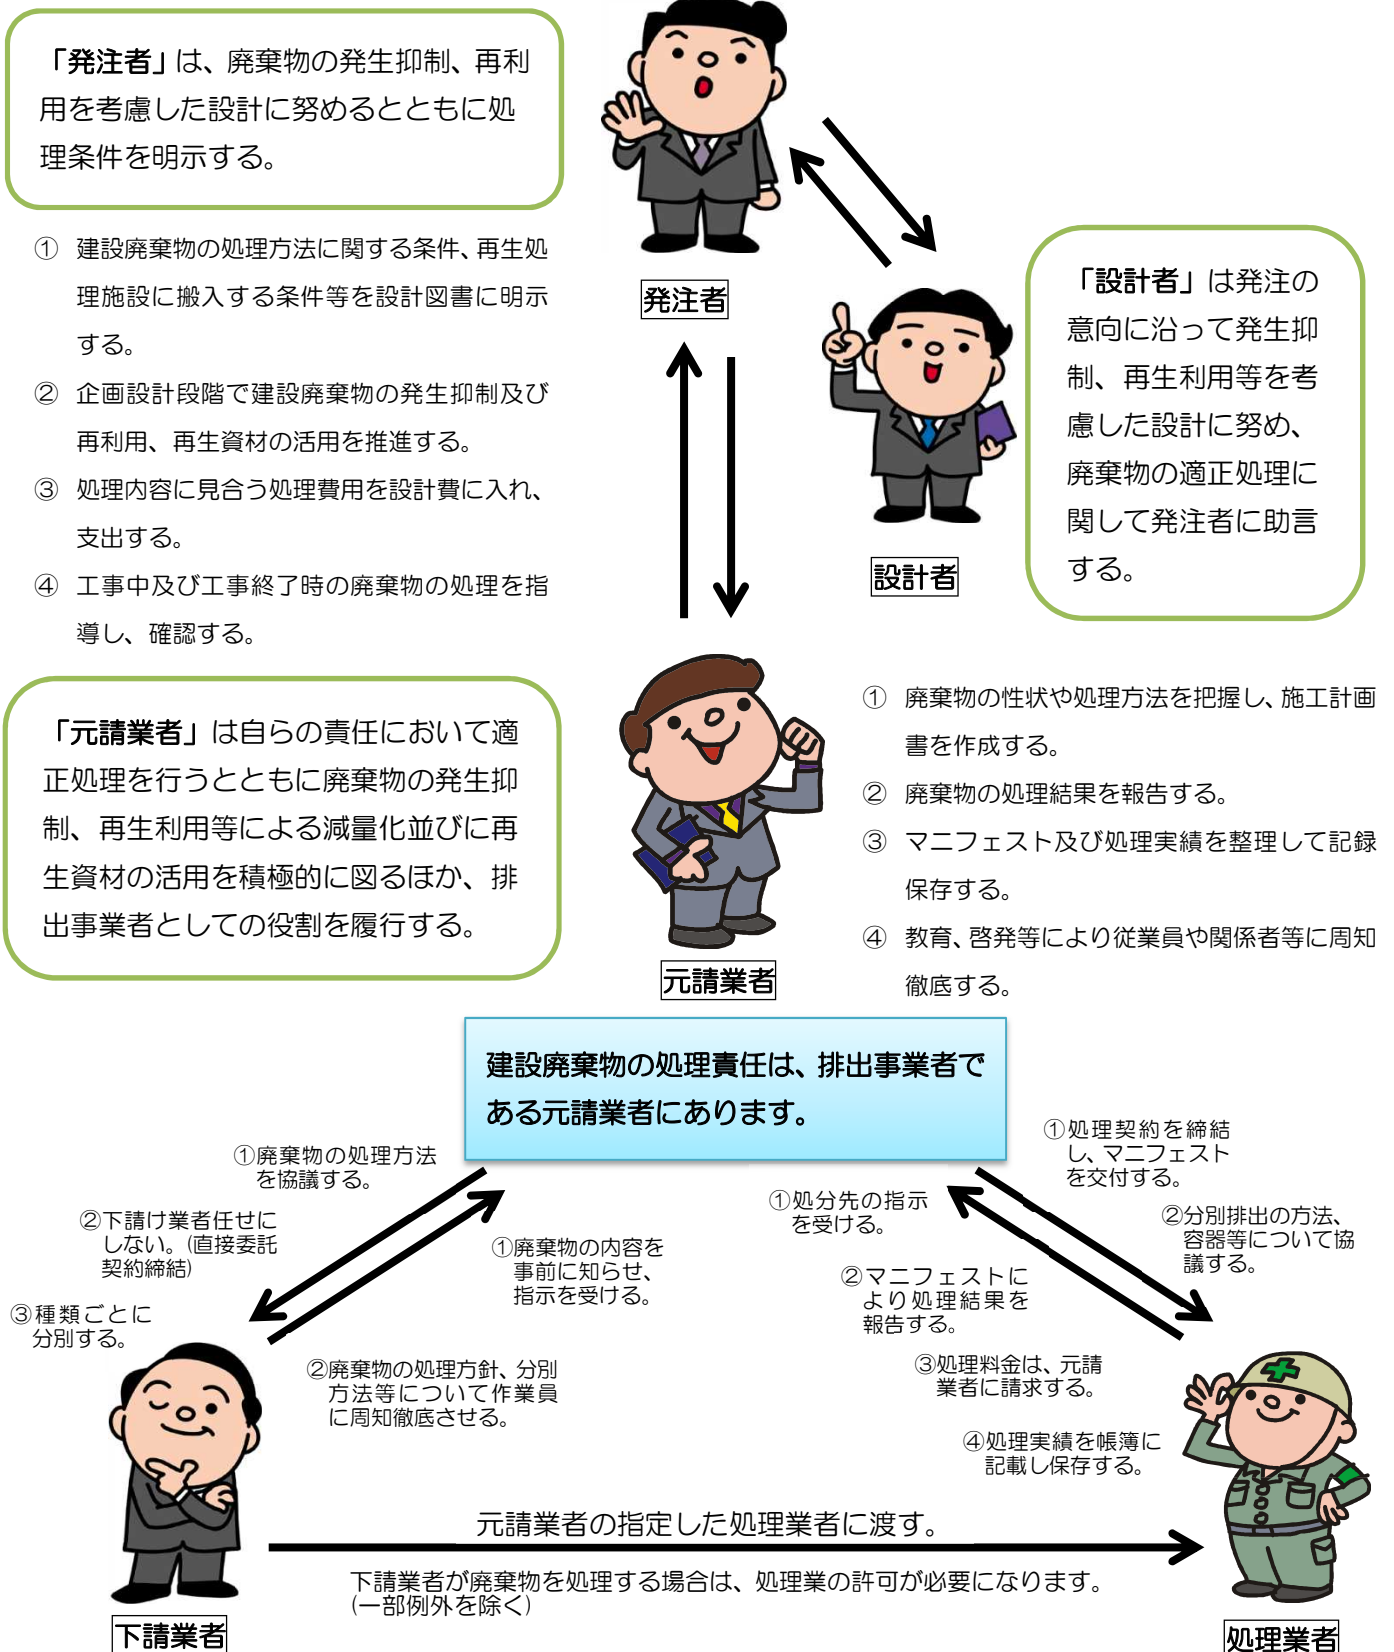 「発注者」は、廃棄物の発生抑制、再利
用を考慮した設計に努めるとともに処
理条件を明示する。
① 建設廃棄物の処理方法に関する条件、再生処
理施設に搬入する条件等を設計図書に明示
する。
② 企画設計段階で建設廃棄物の発生抑制及び
再利用、再生資材の活用を推進する。
③ 処理内容に見合う処理費用を設計費に入れ、
支出する。
④ 工事中及び工事終了時の廃棄物の処理を指
導し、確認する。
発注者
「設計者」は発注の
意向に沿って発生抑
制、再生利用等を考
慮した設計に努め、
廃棄物の適正処理に
関して発注者に助言
する。
設計者
「元請業者」は自らの責任において適
正処理を行うとともに廃棄物の発生抑
制、再生利用等による減量化並びに再
生資材の活用を積極的に図るほか、排
出事業者としての役割を履行する。
元請業者
① 廃棄物の性状や処理方法を把握し、施工計画
書を作成する。
② 廃棄物の処理結果を報告する。
③ マニフェスト及び処理実績を整理して記録
保存する。
④ 教育、啓発等により従業員や関係者等に周知
徹底する。
建設廃棄物の処理責任は、排出事業者で
ある元請業者にあります。
①廃棄物の処理方法
を協議する。
②下請け業者任せに
しない。(直接委託
契約締結)
③種類ごとに
分別する。
①廃棄物の内容を
事前に知らせ、
指示を受ける。
②廃棄物の処理方針、分別
方法等について作業員
に周知徹底させる。
①処分先の指示
を受ける。
②マニフェストに
より処理結果を
報告する。
③処理料金は、元請
業者に請求する。
④処理実績を帳簿に
記載し保存する。
①処理契約を締結
し、マニフェスト
を交付する。
②分別排出の方法、
容器等について協
議する。
元請業者の指定した処理業者に渡す。
下請業者が廃棄物を処理する場合は、処理業の許可が必要になります。
(一部例外を除く)
下請業者
処理業者